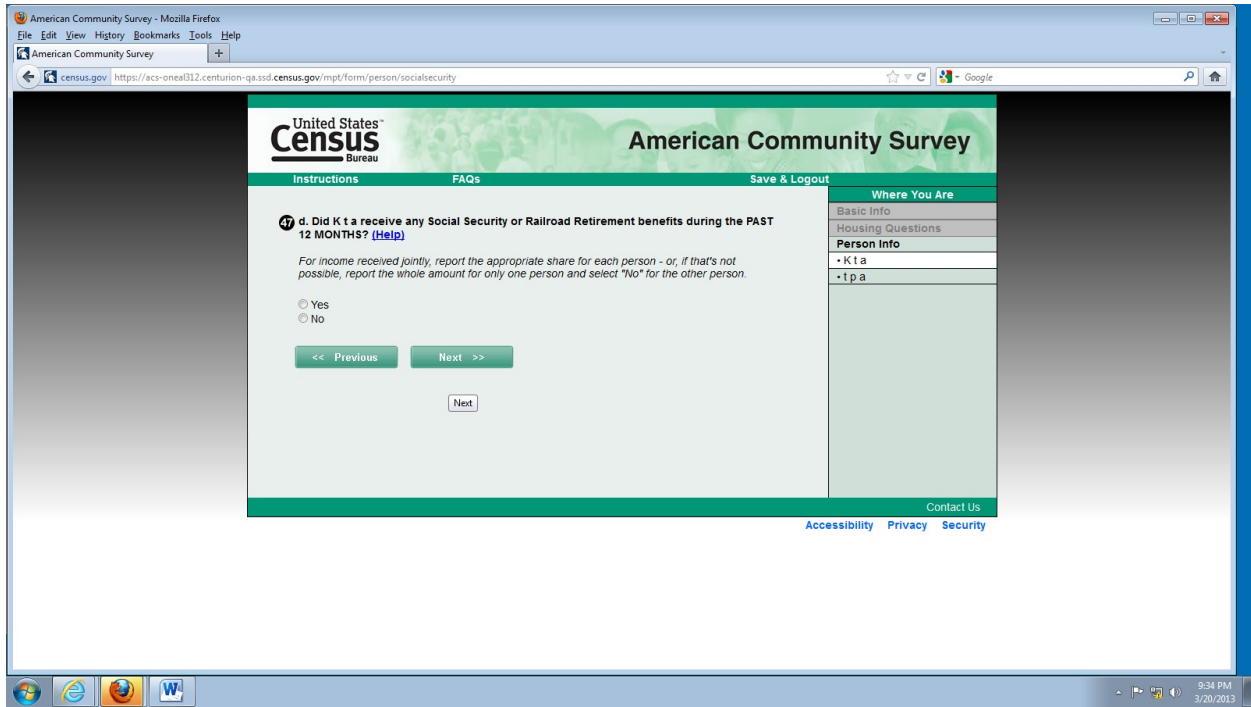 American Community Survey - Mozilla Firefox
File Edit View History Bookmarks Tools Help
American Community Survey +
census.gov https://acs-oneal312.centurion-qa.ssd.census.gov/mpt/form/person/socialsecurity Google
United States™
Census
Bureau
American Community Survey
Instructions FAQs Save & Logout
Where You Are
Basic Info
Housing Questions
Person Info
• K t a
• t p a
47 d. Did K t a receive any Social Security or Railroad Retirement benefits during the PAST
12 MONTHS? (Help)
For income received jointly, report the appropriate share for each person - or, if that's not
possible, report the whole amount for only one person and select "No" for the other person.
Yes
No
<< Previous Next >>
Next
Contact Us
Accessibility Privacy Security
W
9:34 PM
3/20/2013